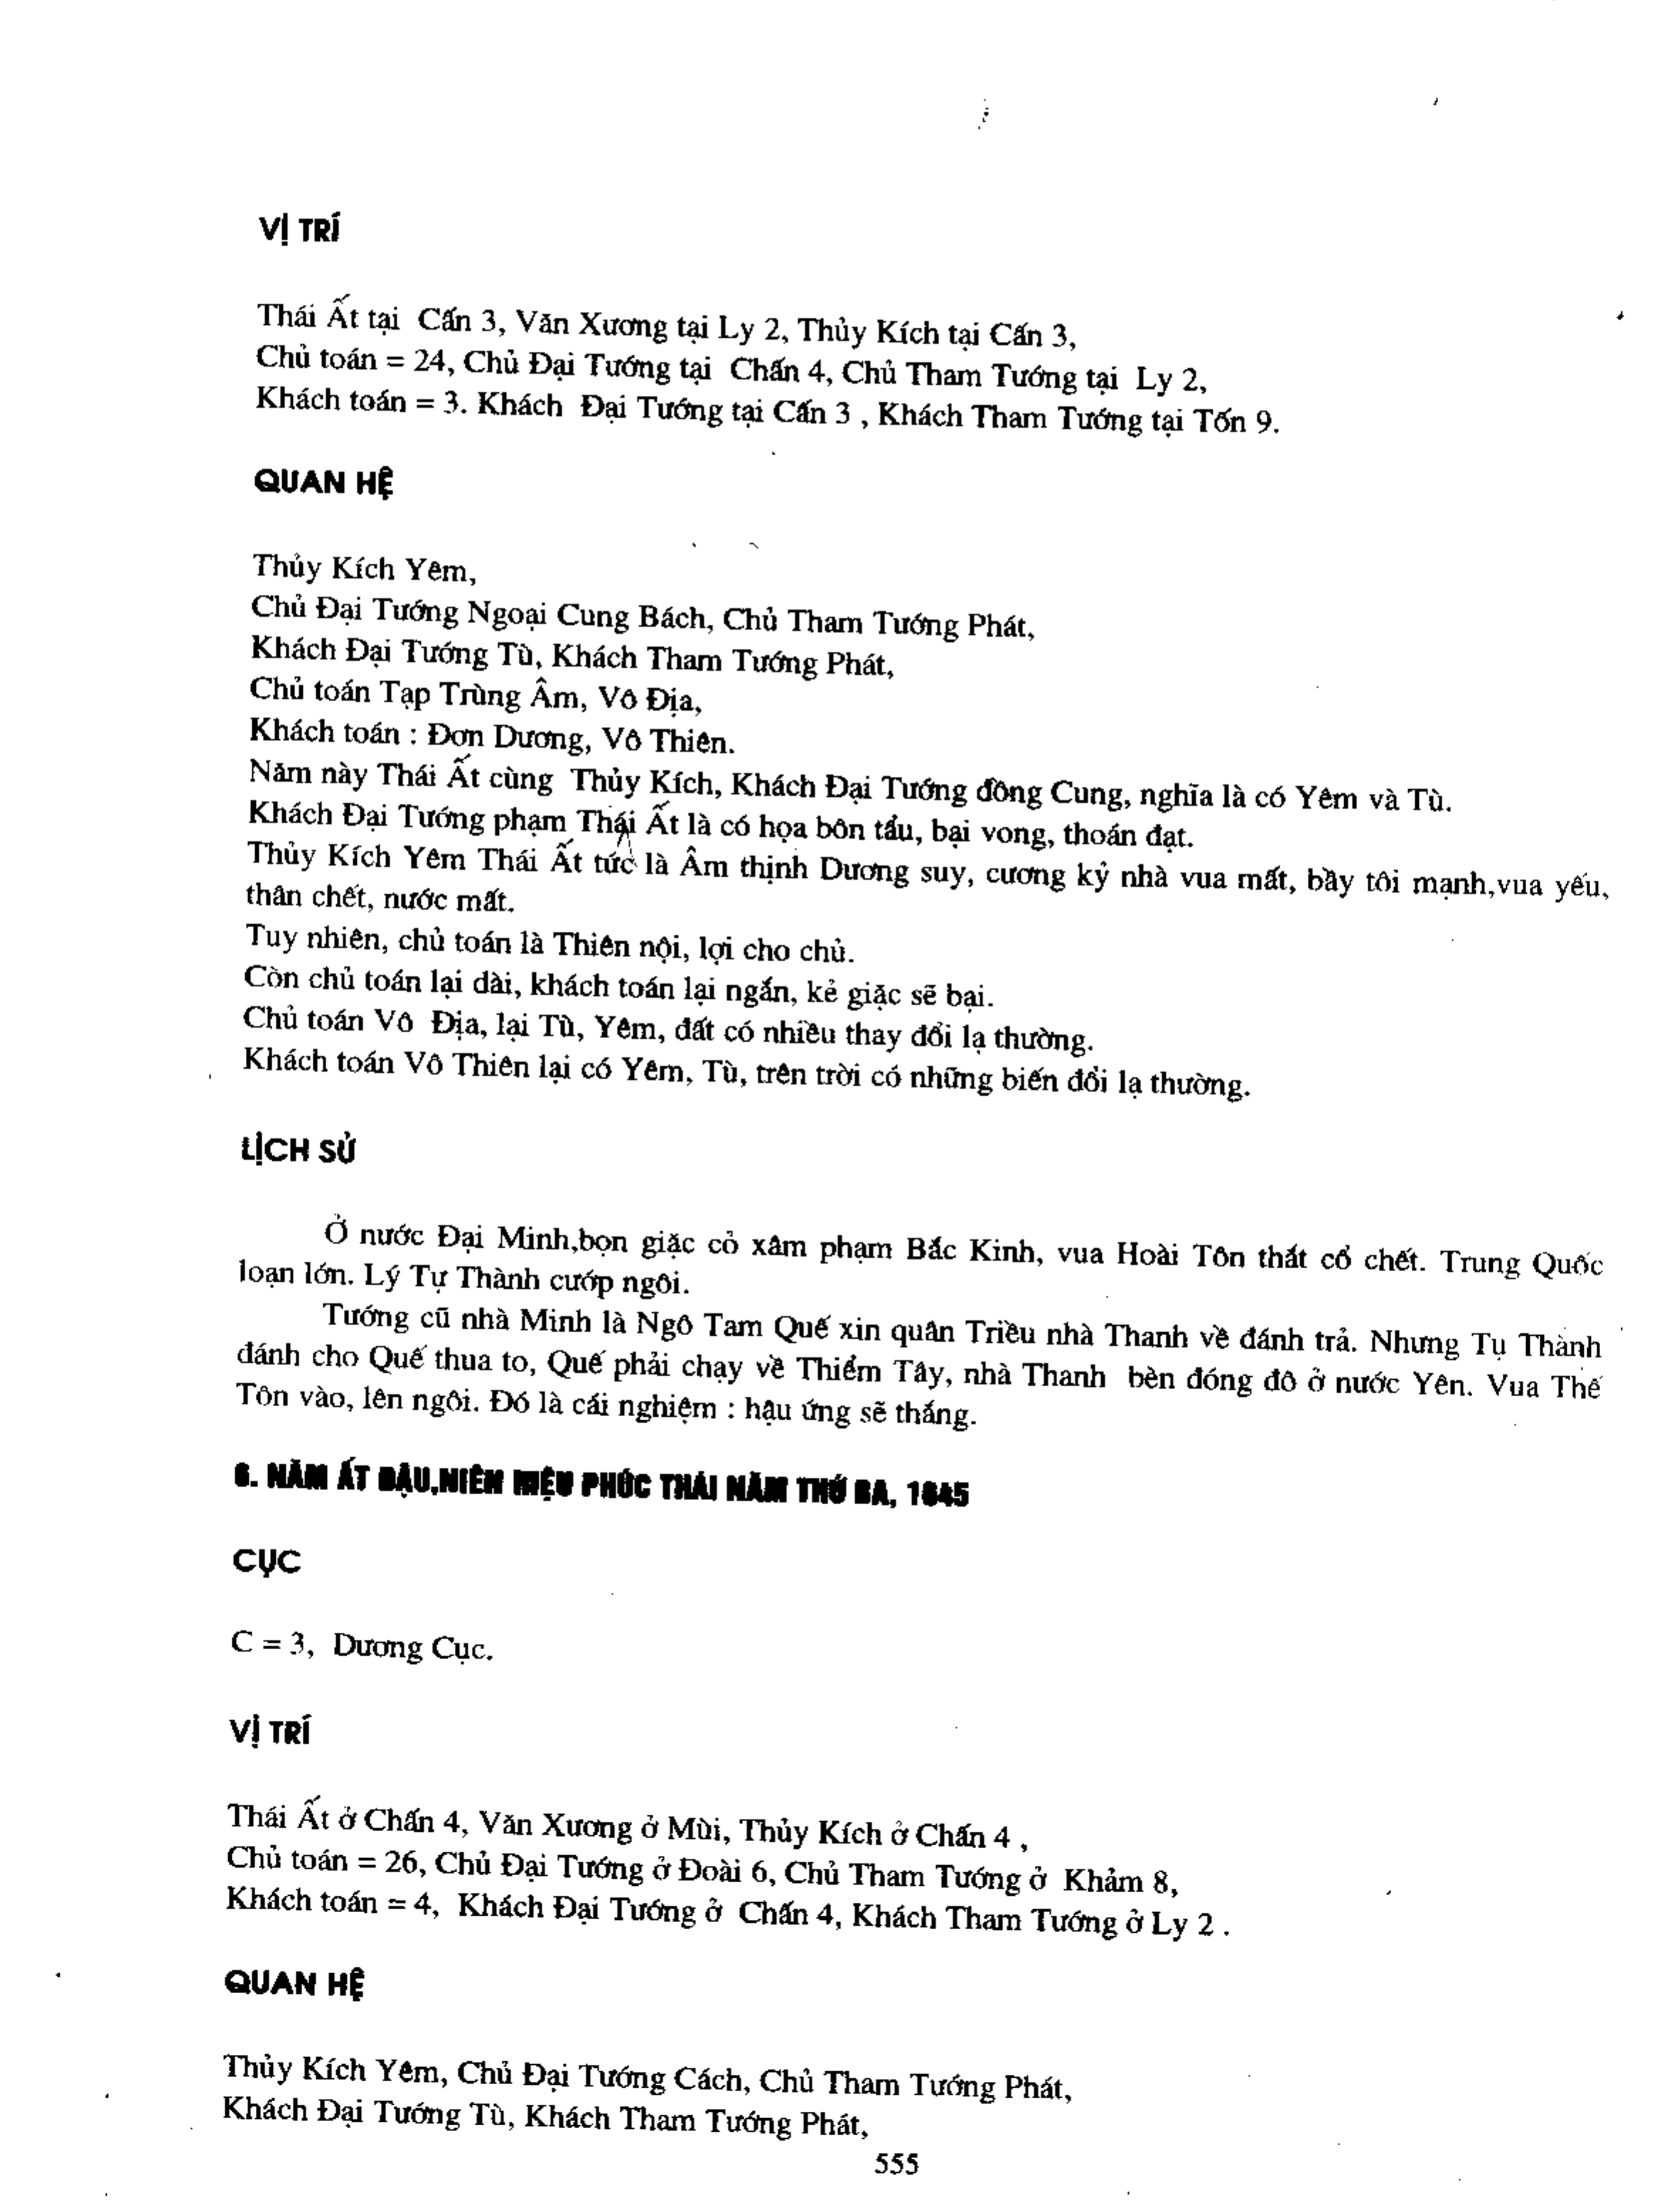 VỊ TRÍ
Thái Ất tại Cấn 3, Văn Xương tại Ly 2, Thủy Kích tại Cấn 3,
Chủ toán = 24, Chủ Đại Tướng tại Chấn 4, Chủ Tham Tướng tại Ly 2,
Khách toán = 3. Khách Đại Tướng tại Cấn 3 , Khách Tham Tướng tại Tốn 9.
QUAN HỆ
Thủy Kích Yêm,
Chủ Đại Tướng Ngoại Cung Bách, Chủ Tham Tướng Phát,
Khách Đại Tướng Tù, Khách Tham Tướng Phát,
Chủ toán Tạp Trùng Âm, Vô Địa,
Khách toán : Đơn Dương, Vô Thiên.
Năm này Thái Ất cùng Thủy Kích, Khách Đại Tướng đồng Cung, nghĩa là có Yêm và Tù.
Khách Đại Tướng phạm Thái Ất là có họa bôn tẩu, bại vong, thoán đạt.
Thủy Kích Yêm Thái Ất tức là Âm thịnh Dương suy, cương kỷ nhà vua mất, bầy tôi mạnh,vua yếu,
thân chết, nước mất.
Tuy nhiên, chủ toán là Thiên nội, lợi cho chủ.
Còn chủ toán lại dài, khách toán lại ngắn, kẻ giặc sẽ bại.
Chủ toán Vô Địa, lại Tù, Yêm, đất có nhiều thay đổi lạ thường.
Khách toán Vô Thiên lại có Yêm, Tù, trên trời có những biến đổi lạ thường.
LỊCH SỬ
Ở nước Đại Minh,bọn giặc cỏ xâm phạm Bắc Kinh, vua Hoài Tôn thắt cổ chết. Trung Quốc
loạn lớn. Lý Tự Thành cướp ngôi.
Tướng cũ nhà Minh là Ngô Tam Quế xin quân Triều nhà Thanh về đánh trả. Nhưng Tụ Thành
đánh cho Quế thua to, Quế phải chạy về Thiểm Tây, nhà Thanh bèn đóng đô ở nước Yên. Vua Thế
Tôn vào, lên ngôi. Đó là cái nghiệm : hậu ứng sẽ thắng.
6. NĂM ẤT DẬU,NIÊN HIỆU PHÚC THÁI NĂM THỨ BA, 1645
CỤC
C = 3, Dương Cục.
VỊ TRÍ
Thái Ất ở Chấn 4, Văn Xương ở Mùi, Thủy Kích ở Chấn 4 ,
Chủ toán = 26, Chủ Đại Tướng ở Đoài 6, Chủ Tham Tướng ở Khảm 8,
Khách toán = 4, Khách Đại Tướng ở Chấn 4, Khách Tham Tướng ở Ly 2 .
QUAN HỆ
Thủy Kích Yêm, Chủ Đại Tướng Cách, Chủ Tham Tướng Phát,
Khách Đại Tướng Tù, Khách Tham Tướng Phát,
555